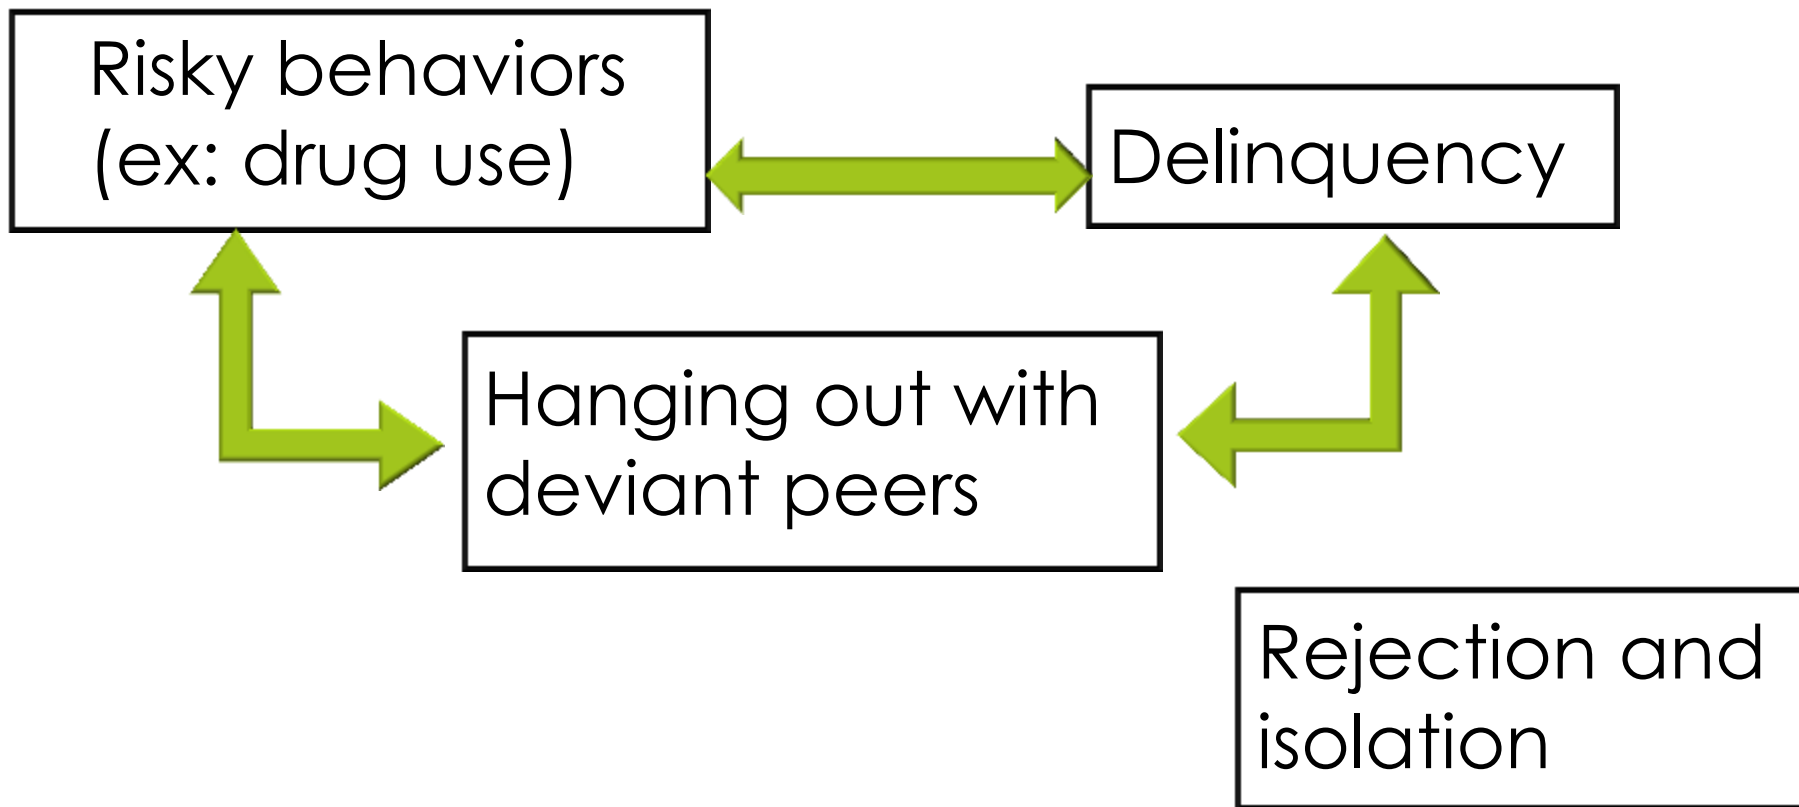 Risky behaviors
(ex: drug use)
Delinquency
Hanging out with
deviant peers
Rejection and
isolation